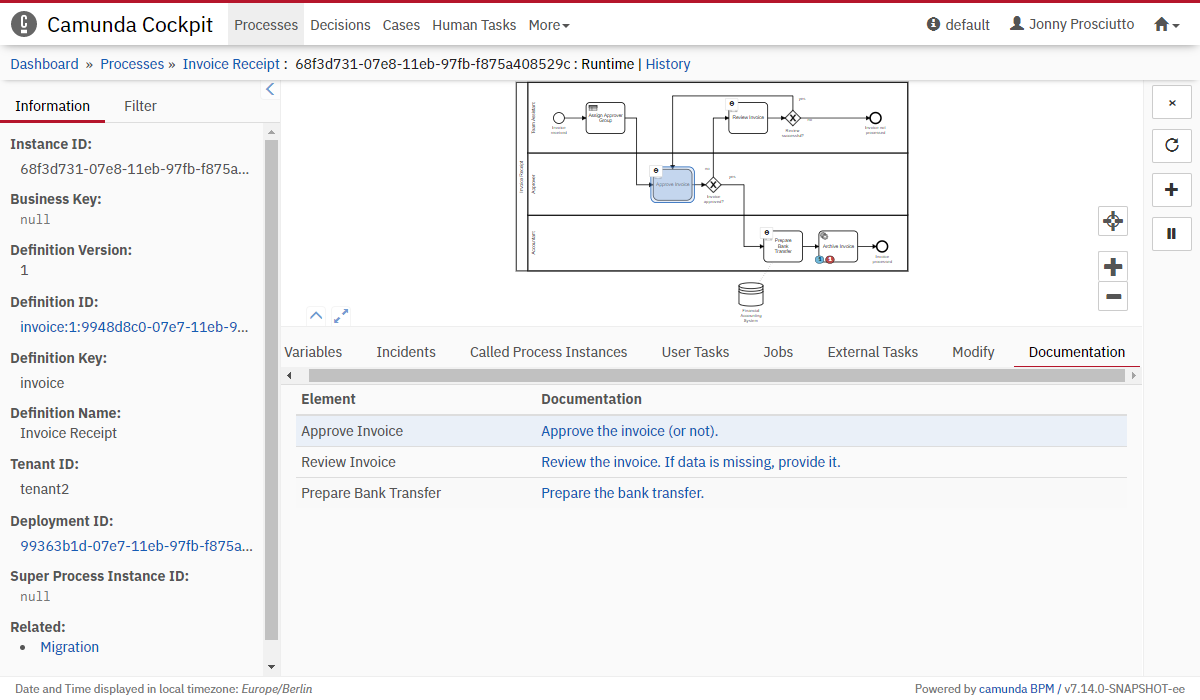 Camunda Cockpit Processes Decisions Cases Human Tasks More default Jonny Prosciutto
Dashboard » Processes » Invoice Receipt : 68f3d731-07e8-11eb-97fb-f875a408529c : Runtime | History
Information Filter
Instance ID:
68f3d731-07e8-11eb-97fb-f875a...
Business Key:
null
Definition Version:
1
Definition ID:
invoice:1:9948d8c0-07e7-11eb-9...
Definition Key:
invoice
Definition Name:
Invoice Receipt
Tenant ID:
tenant2
Deployment ID:
99363b1d-07e7-11eb-97fb-f875a...
Super Process Instance ID:
null
Related:
Migration
Invoice Receipt
Team Assistant
Invoice
received
Assign Approver
Group
Review Invoice
yes
no
Review
successful?
Invoice not
processed
Approver
Approve Invoice
no
yes
Invoice
approved?
Accountant
Prepare
Bank
Transfer
Archive Invoice
1
1
Invoice
processed
Financial
Accounting
System
Variables Incidents Called Process Instances User Tasks Jobs External Tasks Modify Documentation
Element Documentation
Approve Invoice Approve the invoice (or not).
Review Invoice Review the invoice. If data is missing, provide it.
Prepare Bank Transfer Prepare the bank transfer.
Date and Time displayed in local timezone: Europe/Berlin
Powered by camunda BPM / v7.14.0-SNAPSHOT-ee